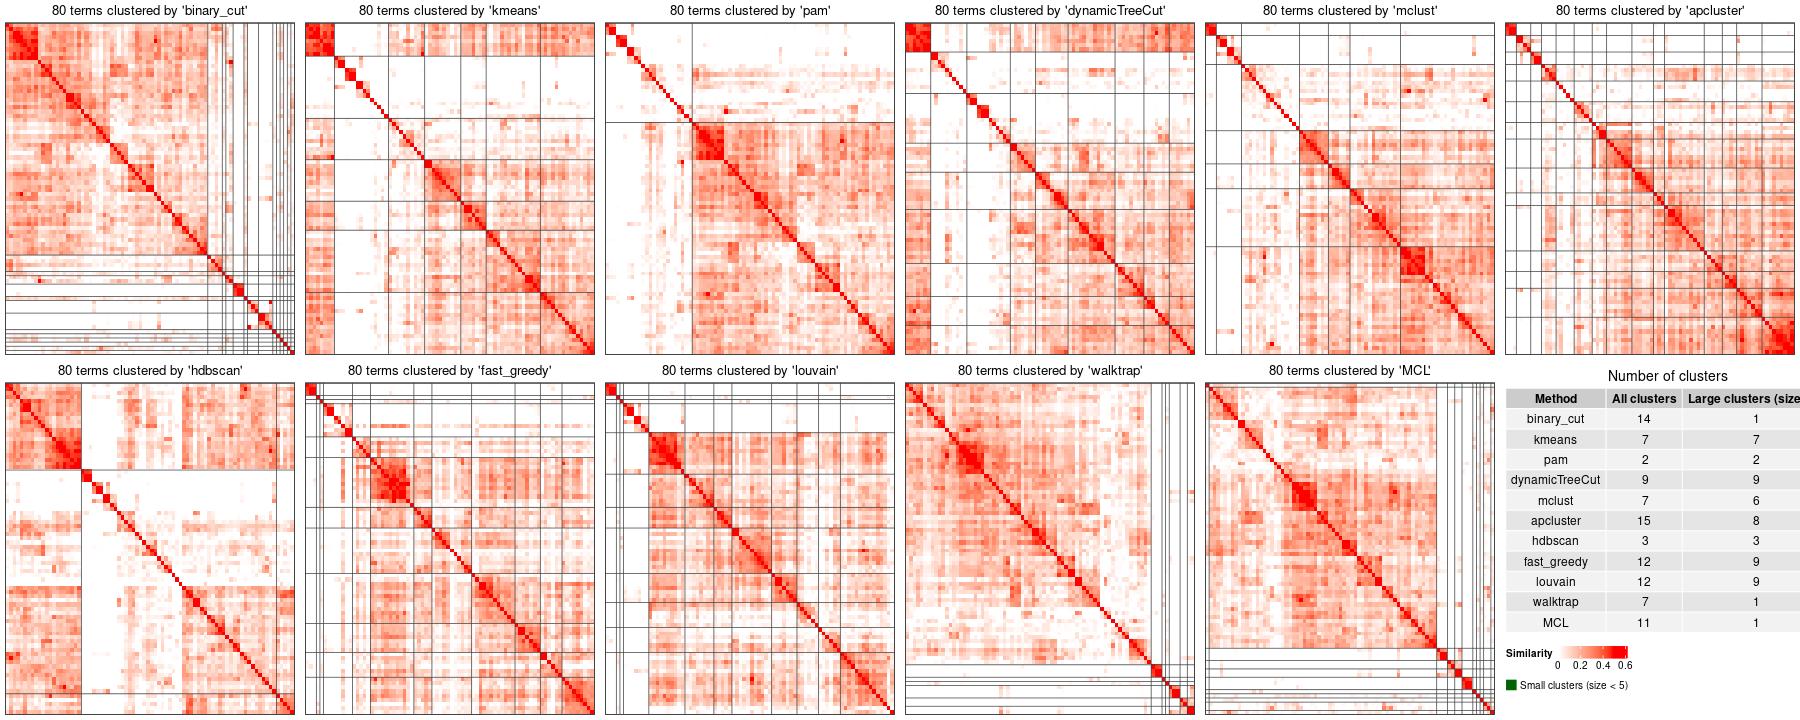 80 terms clustered by 'binary_cut'
80 terms clustered by 'kmeans'
80 terms clustered by 'pam'
80 terms clustered by 'dynamicTreeCut'
80 terms clustered by 'mclust'
80 terms clustered by 'apcluster'
80 terms clustered by 'hdbscan'
80 terms clustered by 'fast_greedy'
80 terms clustered by 'louvain'
80 terms clustered by 'walktrap'
80 terms clustered by 'MCL'
Number of clusters
Method All clusters Large clusters (size
binary_cut 14 1
kmeans 7 7
pam 2 2
dynamicTreeCut 9 9
mclust 7 6
apcluster 15 8
hdbscan 3 3
fast_greedy 12 9
louvain 12 9
walktrap 7 1
MCL 11 1
Similarity
0 0.2 0.4 0.6
Small clusters (size < 5)